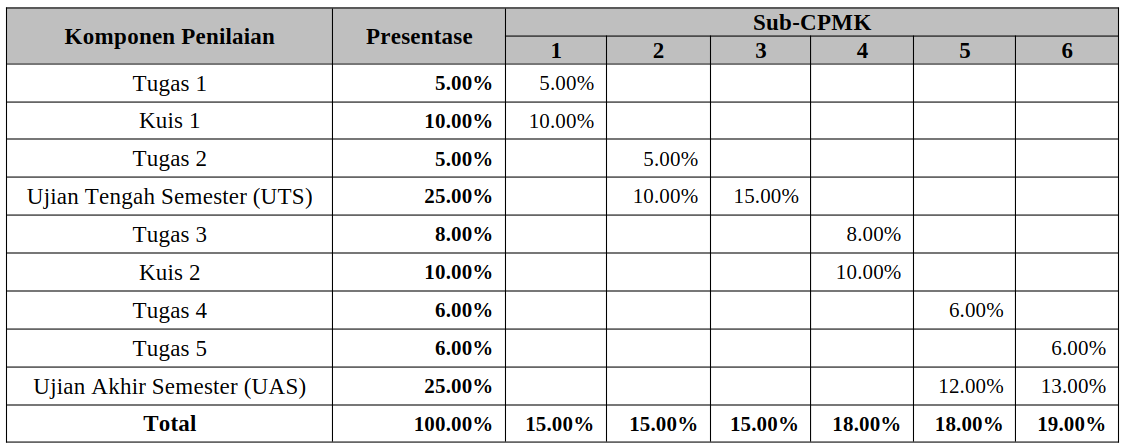 Komponen Penilaian Presentase Sub-CPMK
1 2 3 4 5 6
Tugas 1 5.00% 5.00%
Kuis 1 10.00% 10.00%
Tugas 2 5.00% 5.00%
Ujian Tengah Semester (UTS) 25.00% 10.00% 15.00%
Tugas 3 8.00% 8.00%
Kuis 2 10.00% 10.00%
Tugas 4 6.00% 6.00%
Tugas 5 6.00% 6.00%
Ujian Akhir Semester (UAS) 25.00% 12.00% 13.00%
Total 100.00% 15.00% 15.00% 15.00% 18.00% 18.00% 19.00%